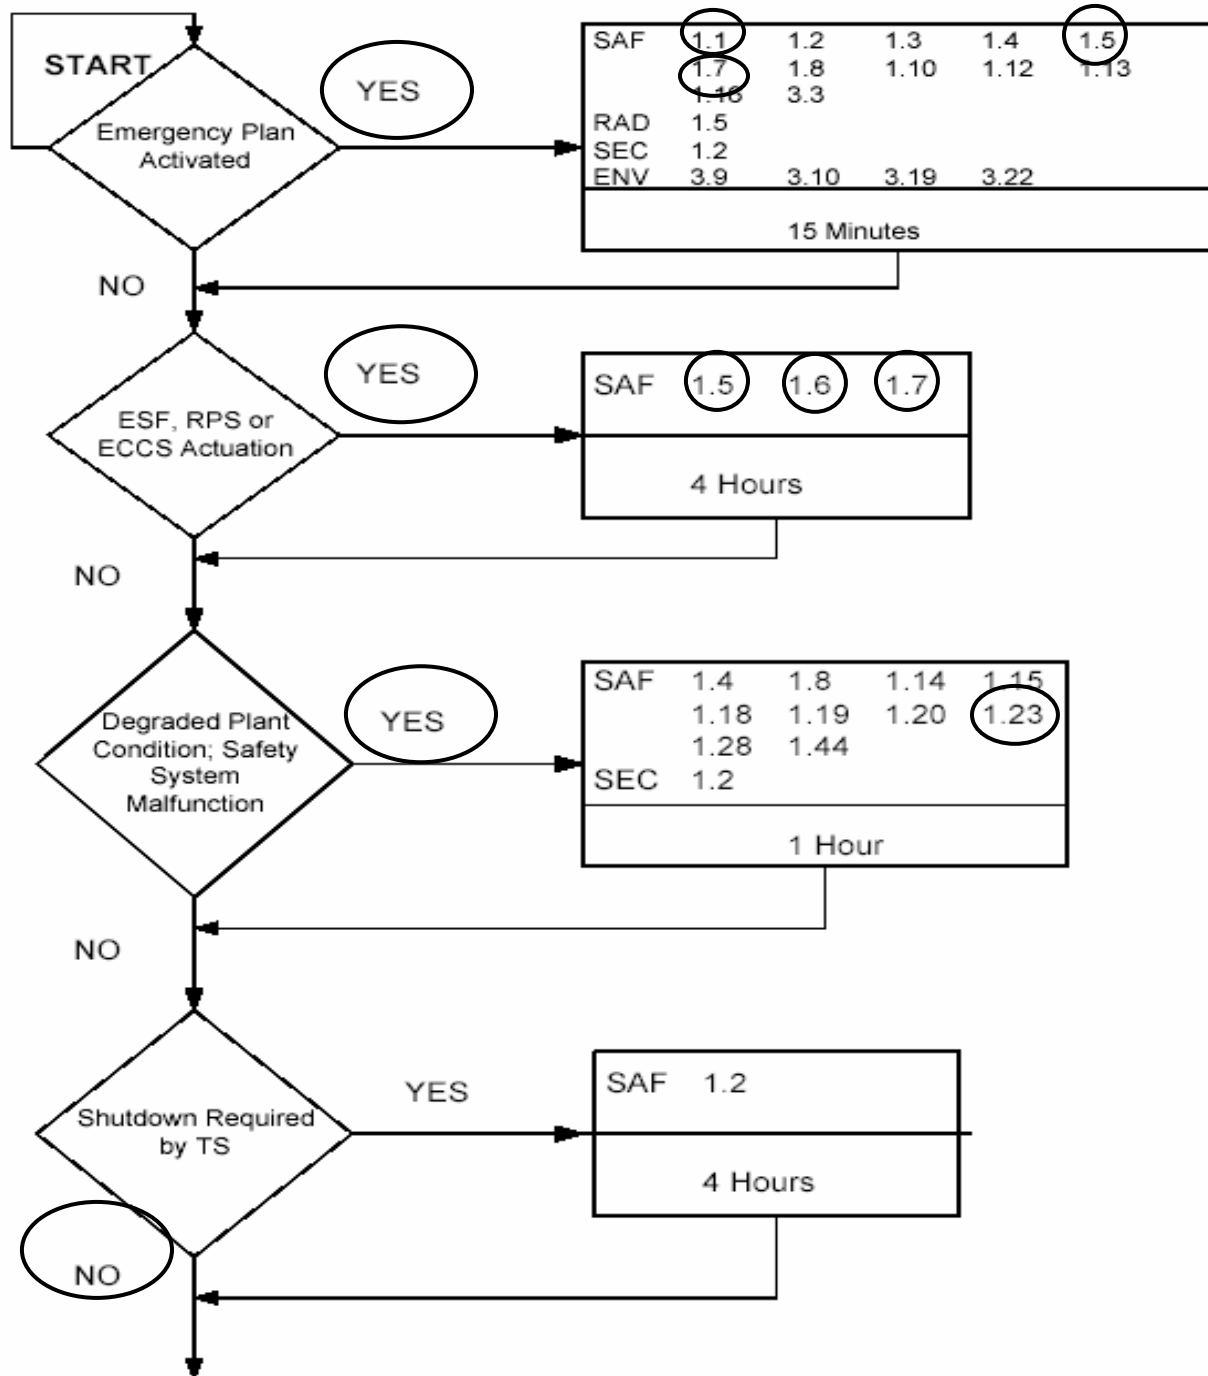 START
YES
Emergency Plan
Activated
SAF 1.1 1.2 1.3 1.4 1.5
1.7 1.8 1.10 1.12 1.13
1.16 3.3
RAD 1.5
SEC 1.2
ENV 3.9 3.10 3.19 3.22
15 Minutes
NO
YES
ESF, RPS or
ECCS Actuation
SAF 1.5 1.6 1.7
4 Hours
NO
YES
Degraded Plant
Condition; Safety
System
Malfunction
SAF 1.4 1.8 1.14 1.15
1.18 1.19 1.20 1.23
1.28 1.44
SEC 1.2
1 Hour
NO
YES
Shutdown Required
by TS
SAF 1.2
4 Hours
NO